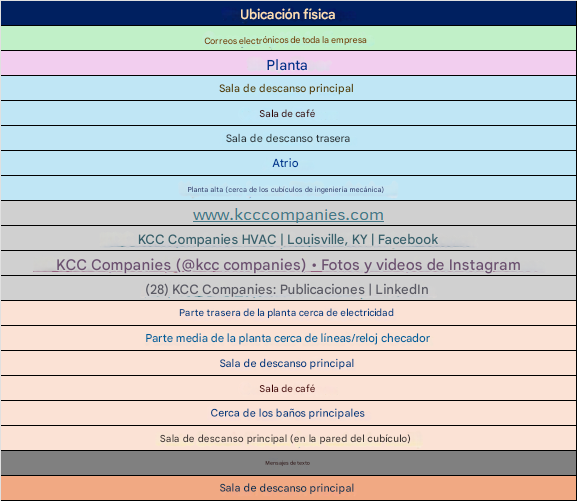 Ubicación física
Correos electrónicos de toda la empresa
Planta
Sala de descanso principal
Sala de café
Sala de descanso trasera
Atrio
Planta alta (cerca de los cubículos de ingeniería mecánica)
www.kcccompanies.com
KCC Companies HVAC | Louisville, KY | Facebook
KCC Companies (@kcc companies) • Fotos y videos de Instagram
(28) KCC Companies: Publicaciones | LinkedIn
Parte trasera de la planta cerca de electricidad
Parte media de la planta cerca de líneas/reloj checador
Sala de descanso principal
Sala de café
Cerca de los baños principales
Sala de descanso principal (en la pared del cubículo)
Mensajes de texto
Sala de descanso principal